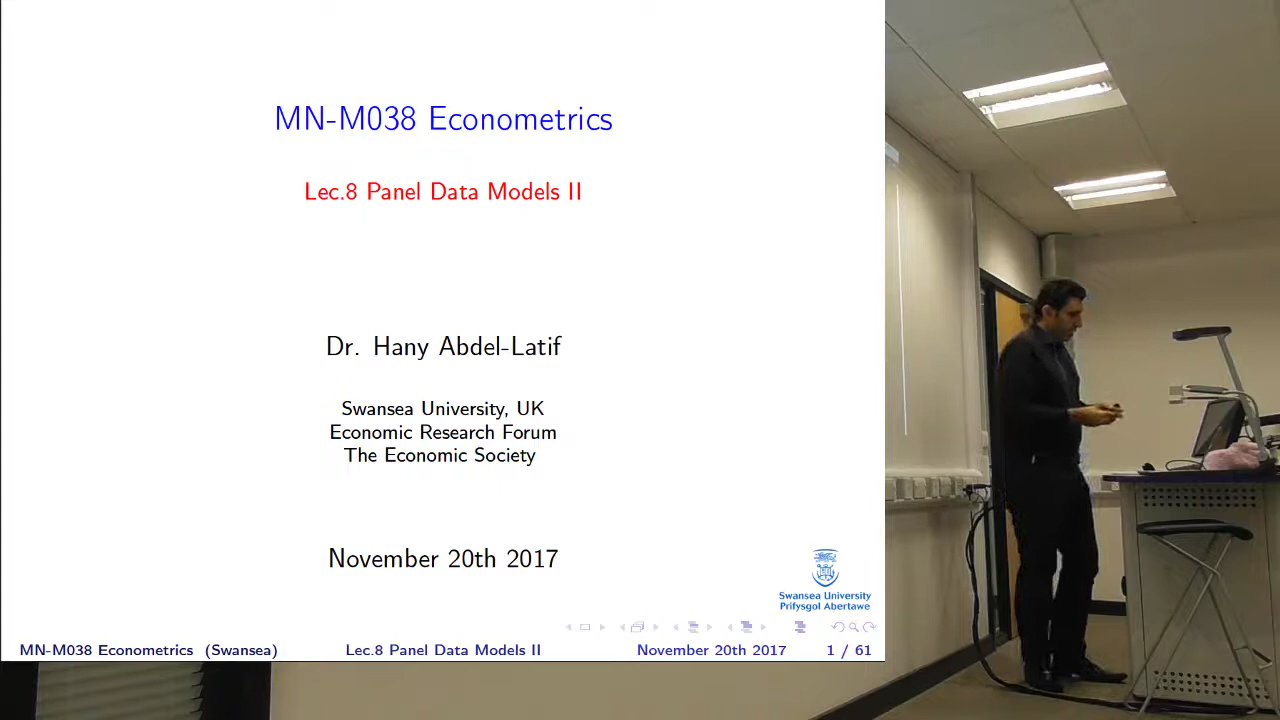 MN-M038 Econometrics
Lec.8 Panel Data Models II
Dr. Hany Abdel-Latif
Swansea University, UK
Economic Research Forum
The Economic Society
November 20th 2017
Swansea University
Prifysgol Abertawe
MN-M038 Econometrics (Swansea)
Lec.8 Panel Data Models II
November 20th 2017
1 / 61